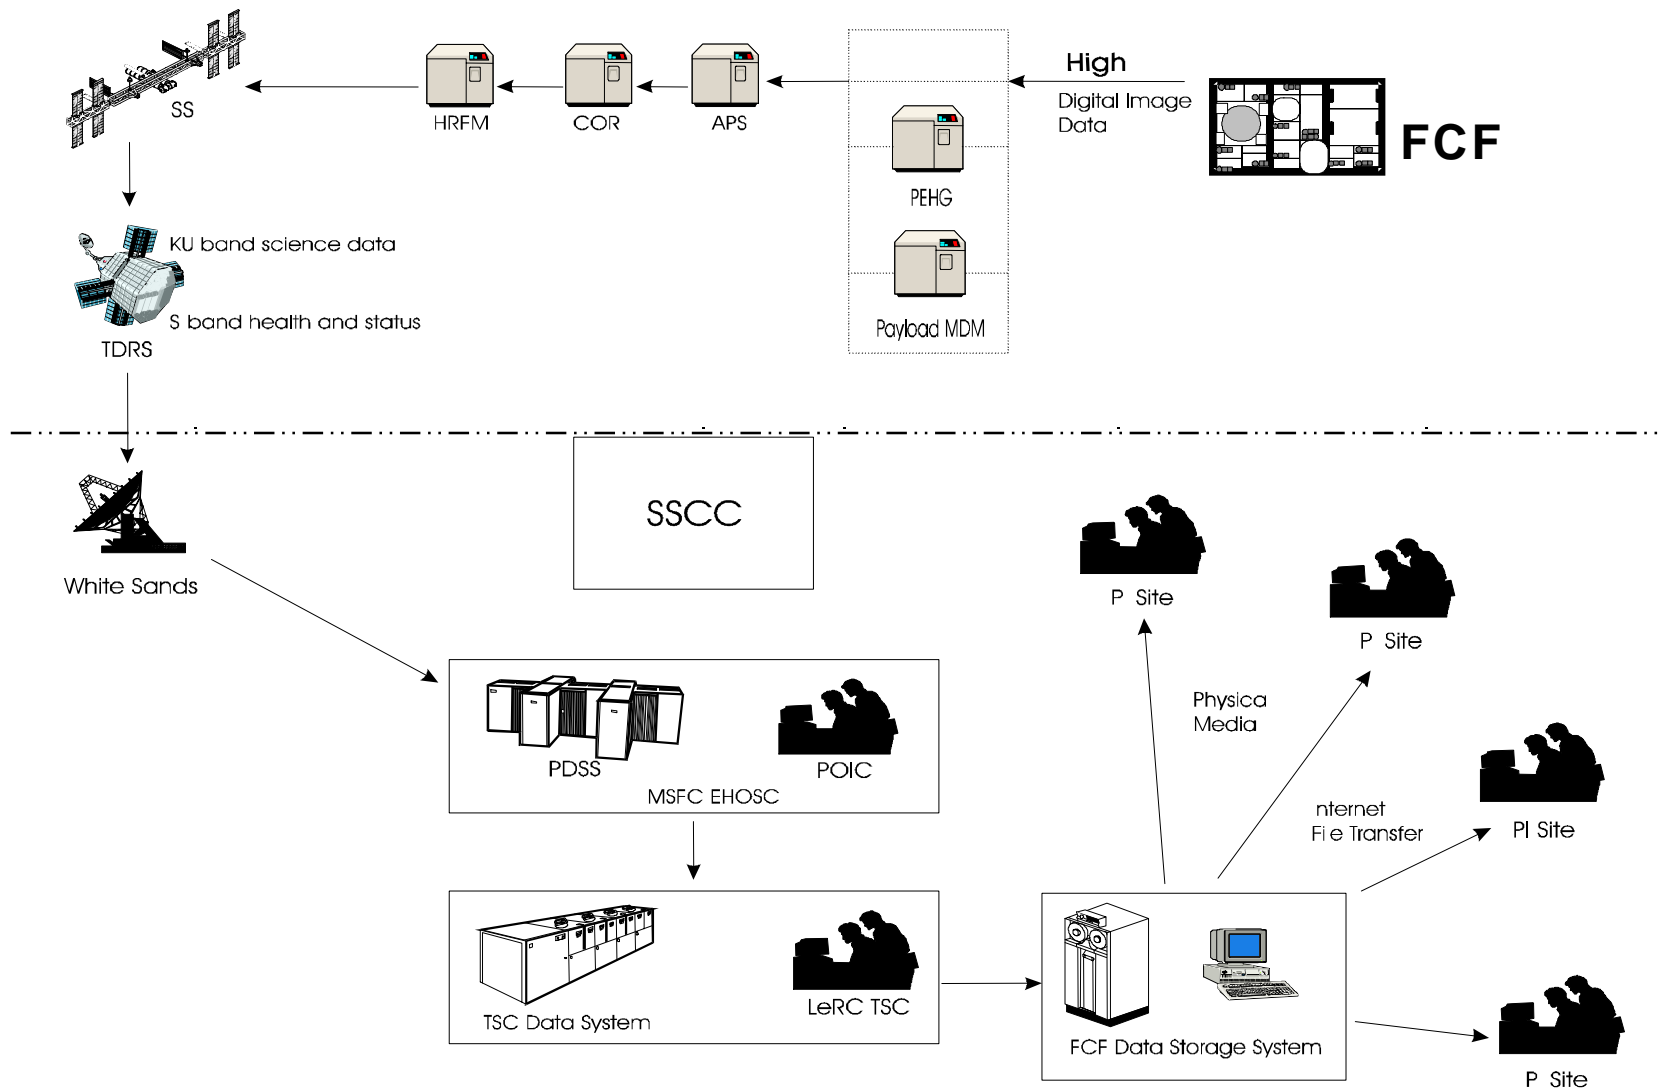 High
Digital Image
Data
FCF
SS
HRFM
COR
APS
PEHG
Payload MDM
KU band science data
S band health and status
TDRS
SSCC
White Sands
P Site
P Site
Physica
Media
PDSS
POIC
MSFC EHOSC
nternet
Fi e Transfer
PI Site
TSC Data System
LeRC TSC
FCF Data Storage System
P Site